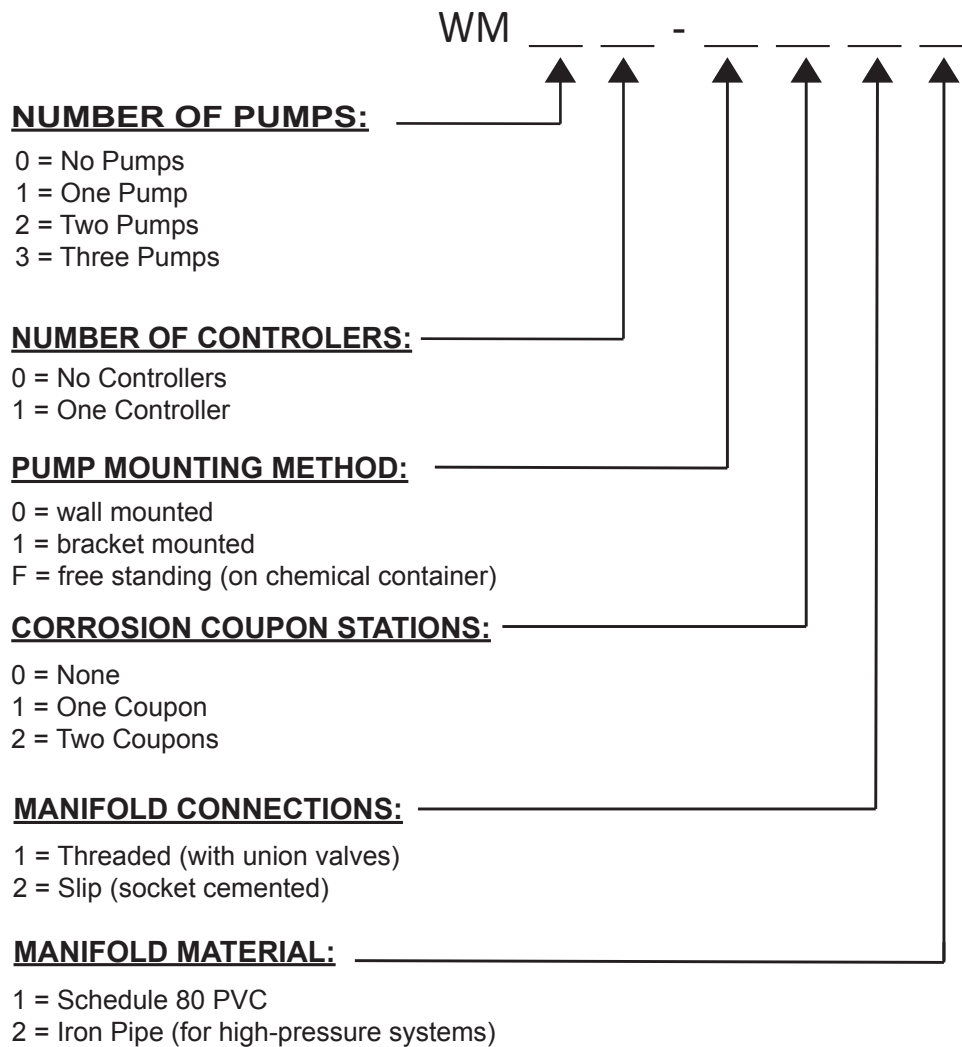 WM __ __ - __ __ __ __
NUMBER OF PUMPS:
0 = No Pumps
1 = One Pump
2 = Two Pumps
3 = Three Pumps
NUMBER OF CONTROLERS:
0 = No Controllers
1 = One Controller
PUMP MOUNTING METHOD:
0 = wall mounted
1 = bracket mounted
F = free standing (on chemical container)
CORROSION COUPON STATIONS:
0 = None
1 = One Coupon
2 = Two Coupons
MANIFOLD CONNECTIONS:
1 = Threaded (with union valves)
2 = Slip (socket cemented)
MANIFOLD MATERIAL:
1 = Schedule 80 PVC
2 = Iron Pipe (for high-pressure systems)